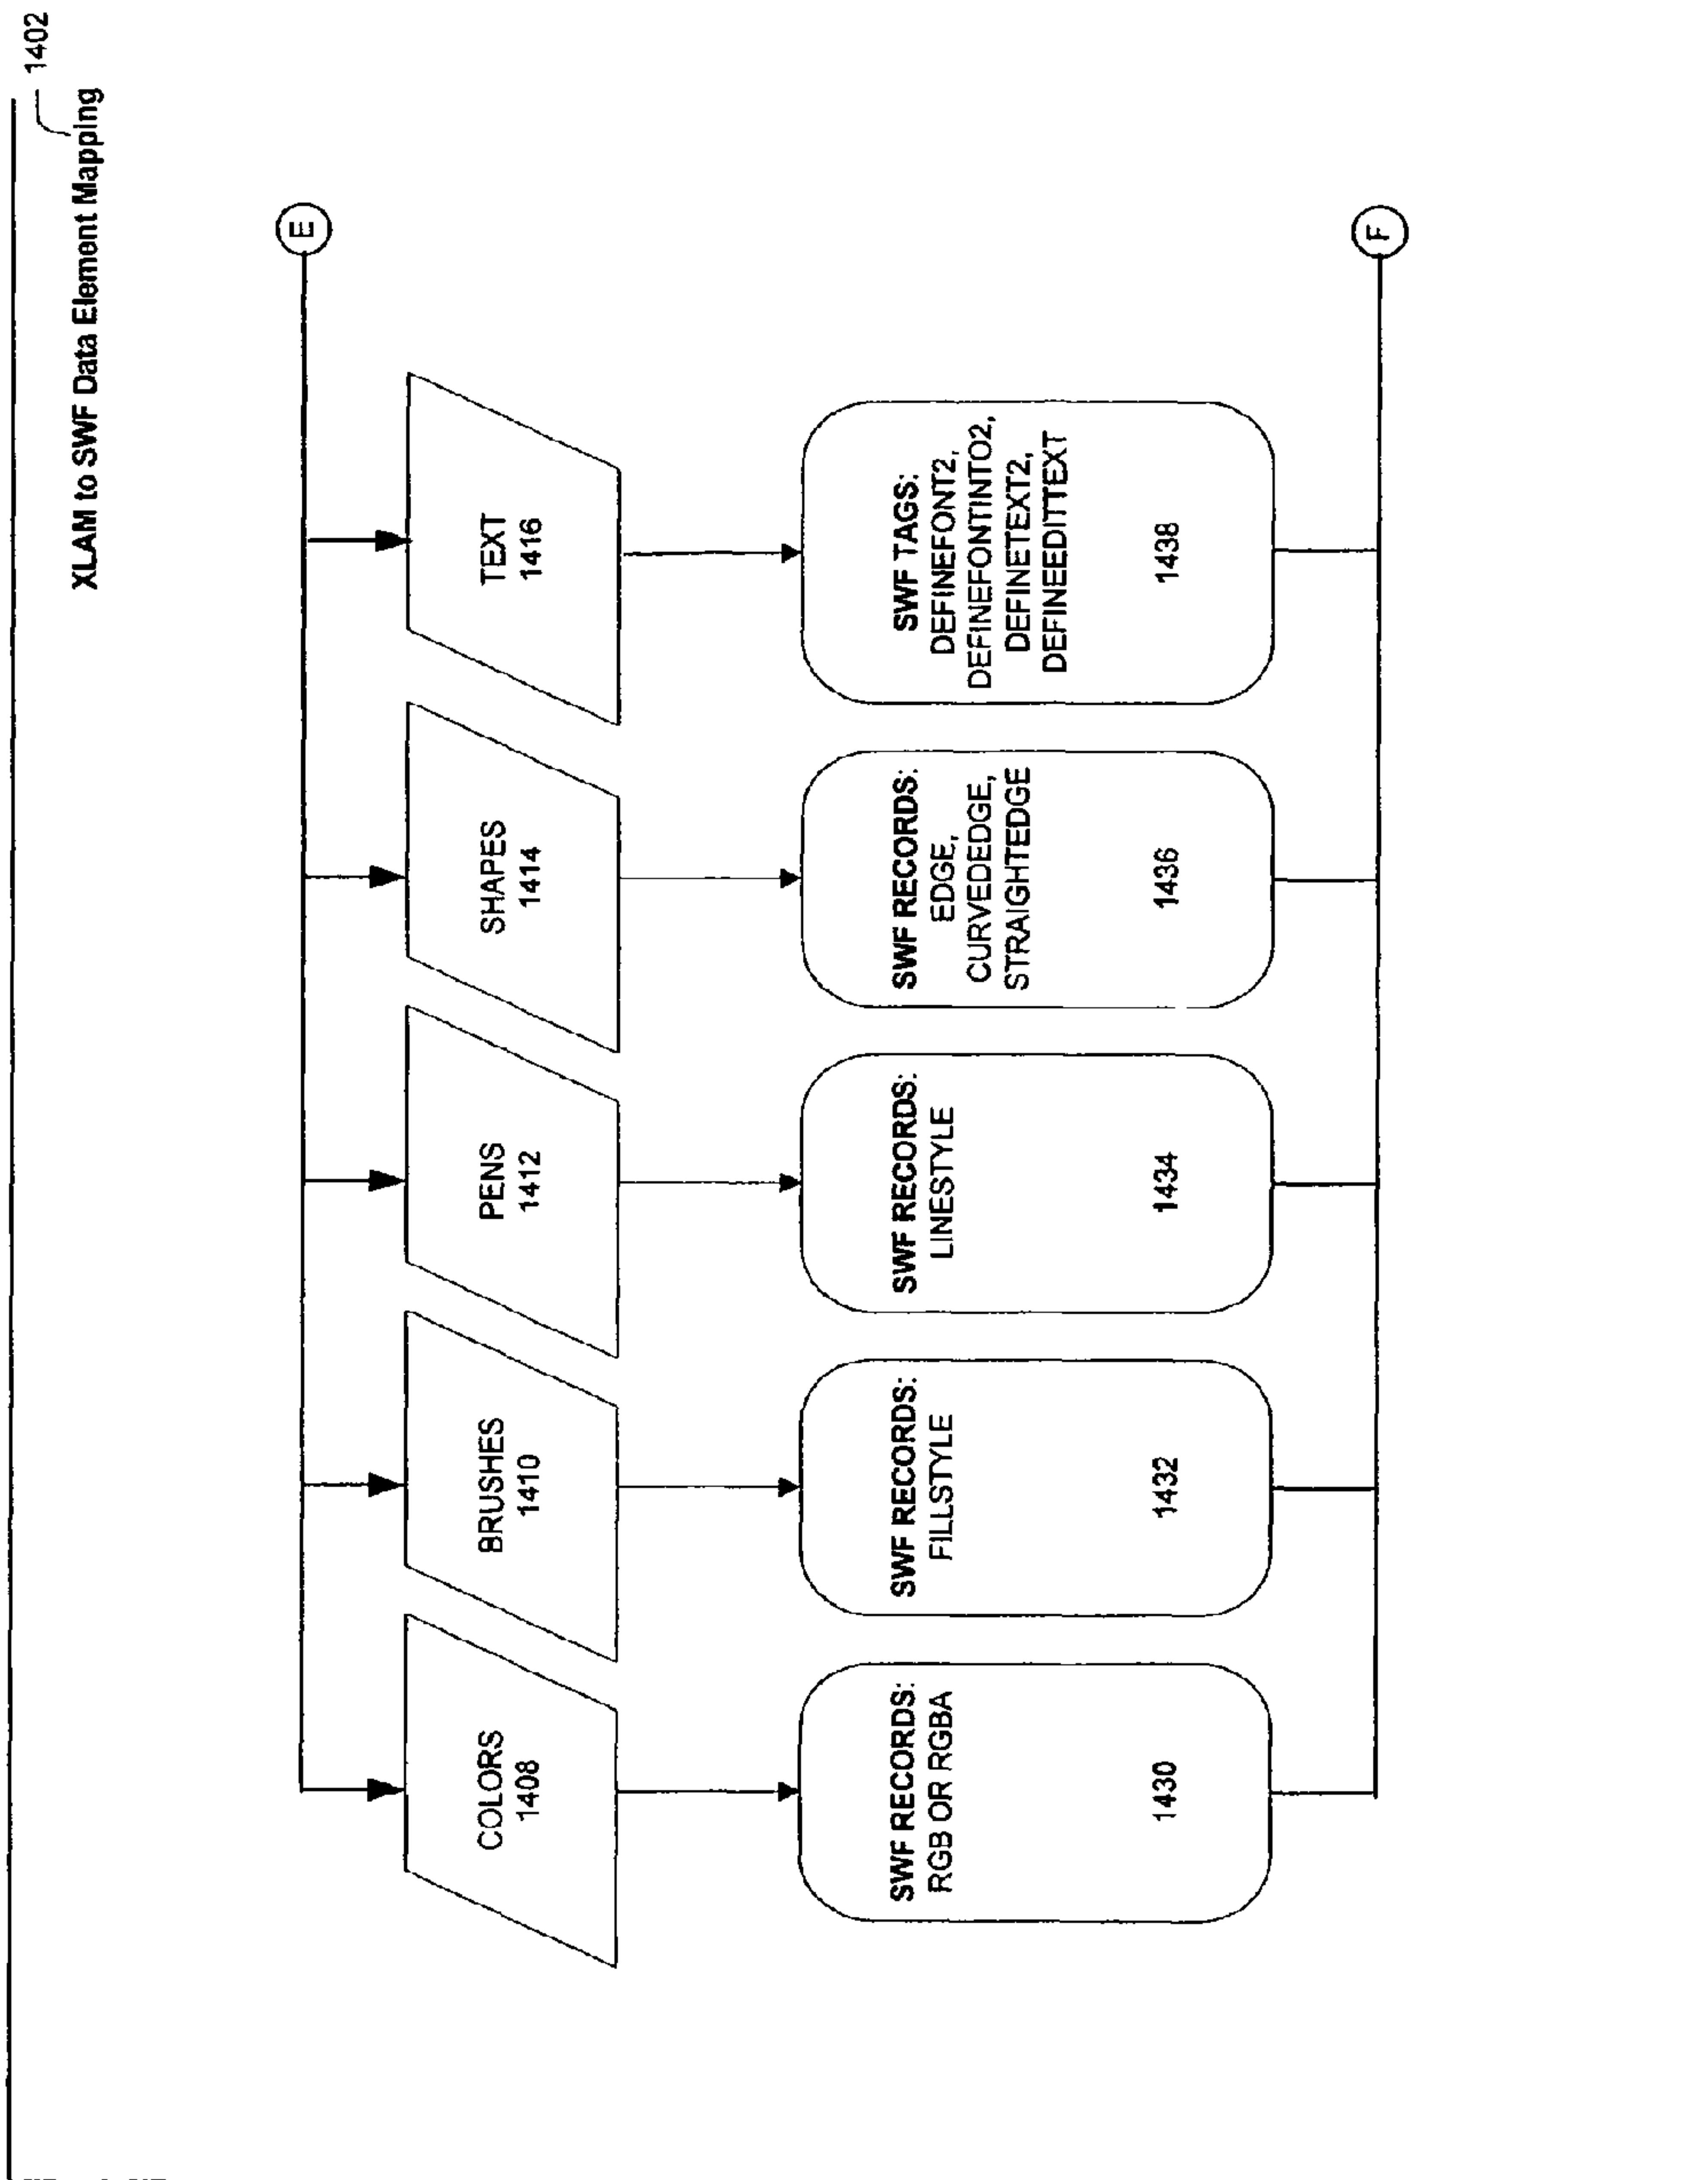 1402
XLAM to SWF Data Element Mapping
E
COLORS
1408
BRUSHES
1410
PENS
1412
SHAPES
1414
TEXT
1416
SWF RECORDS:
RGB OR RGBA
1430
SWF RECORDS:
FILLSTYLE
1432
SWF RECORDS:
LINESTYLE
1434
SWF RECORDS:
EDGE,
CURVEDEDGE,
STRAIGHTEDGE
1436
SWF TAGS:
DEFINEFONT2,
DEFINEFONTINTO2,
DEFINETEXT2,
DEFINEEDITTEXT
1438
F